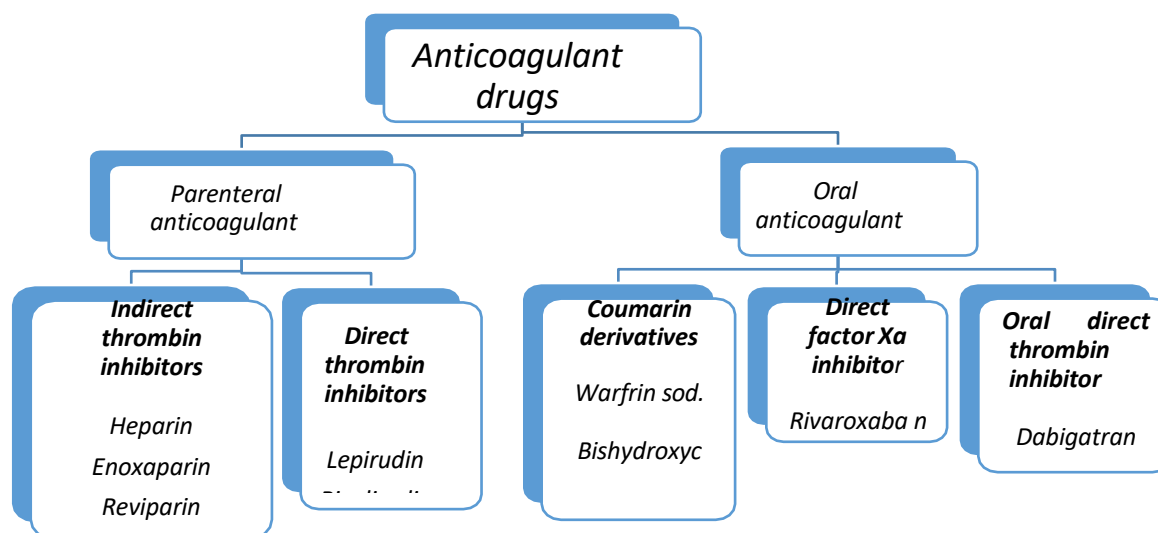 Anticoagulant
drugs
Parenteral
anticoagulant
Oral
anticoagulant
Indirect
thrombin
inhibitors
Heparin
Enoxaparin
Reviparin
Direct
thrombin
inhibitors
Lepirudin
Coumarin
derivatives
Warfrin sod.
Bishydroxyc
Direct
factor Xa
inhibitor
Rivaroxaba n
Oral direct
thrombin
inhibitor
Dabigatran